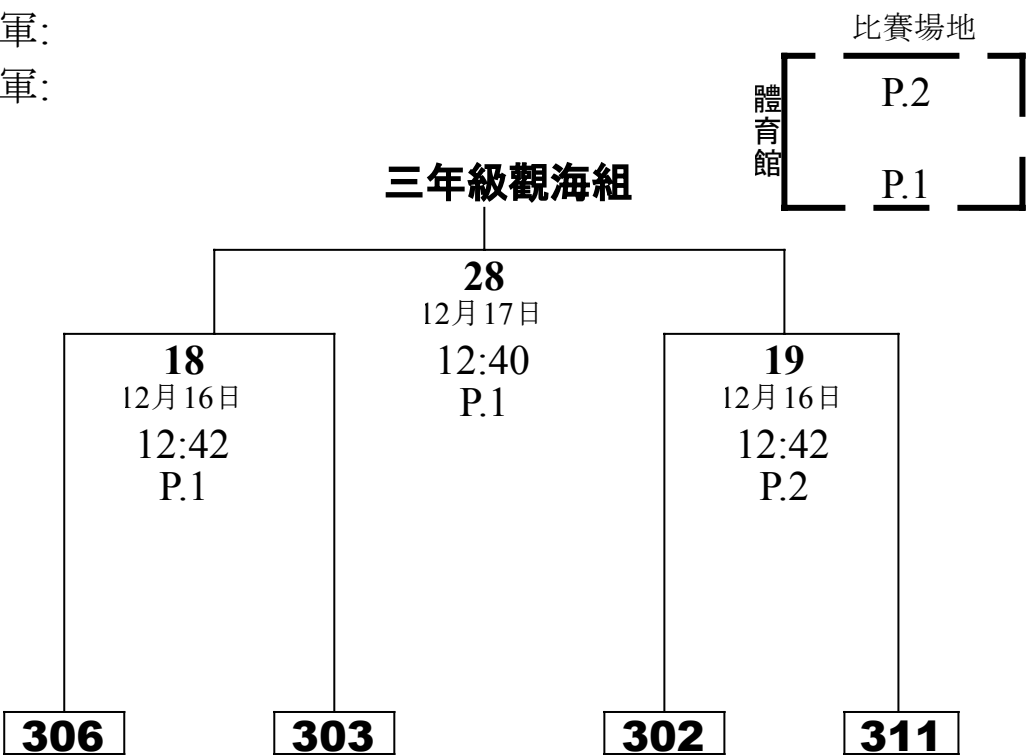 軍:
軍:
比賽場地
體育館
P.2
P.1
三年級觀海組
28
12月17日
12:40
P.1
18
12月16日
12:42
P.1
19
12月16日
12:42
P.2
306
303
302
311